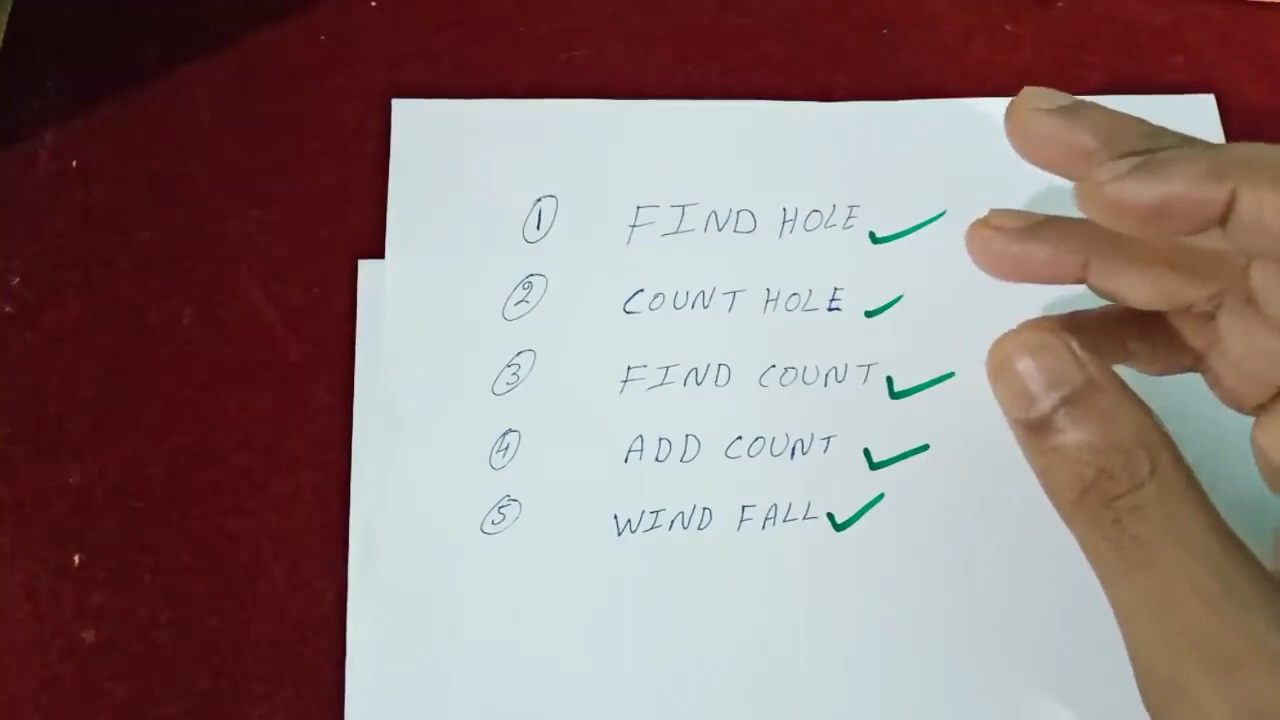 ① FIND HOLE ✓
② COUNT HOLE ✓
③ FIND COUNT ✓
④ ADD COUNT ✓
⑤ WIND FALL ✓